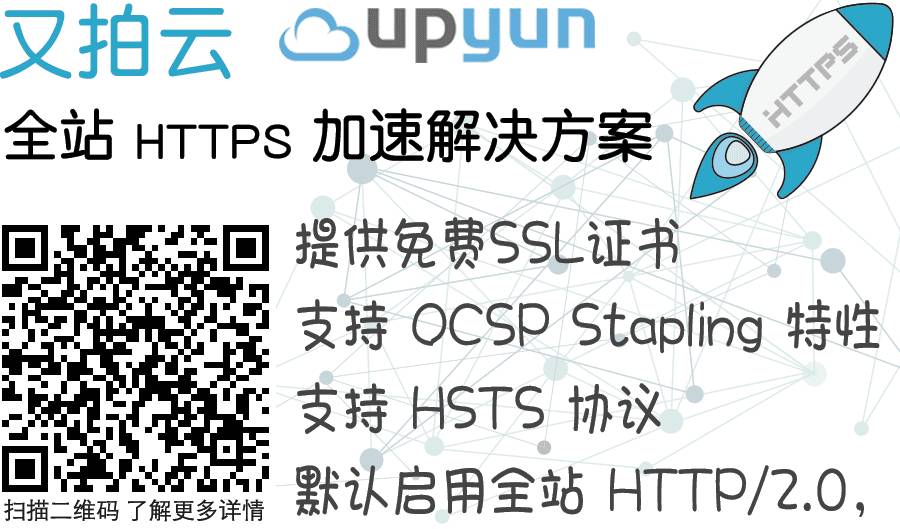 又拍云 upyun
HTTPS
全站 HTTPS 加速解决方案
提供免费SSL证书
支持 OCSP Stapling 特性
支持 HSTS 协议
默认启用全站 HTTP/2.0，
扫描二维码 了解更多详情